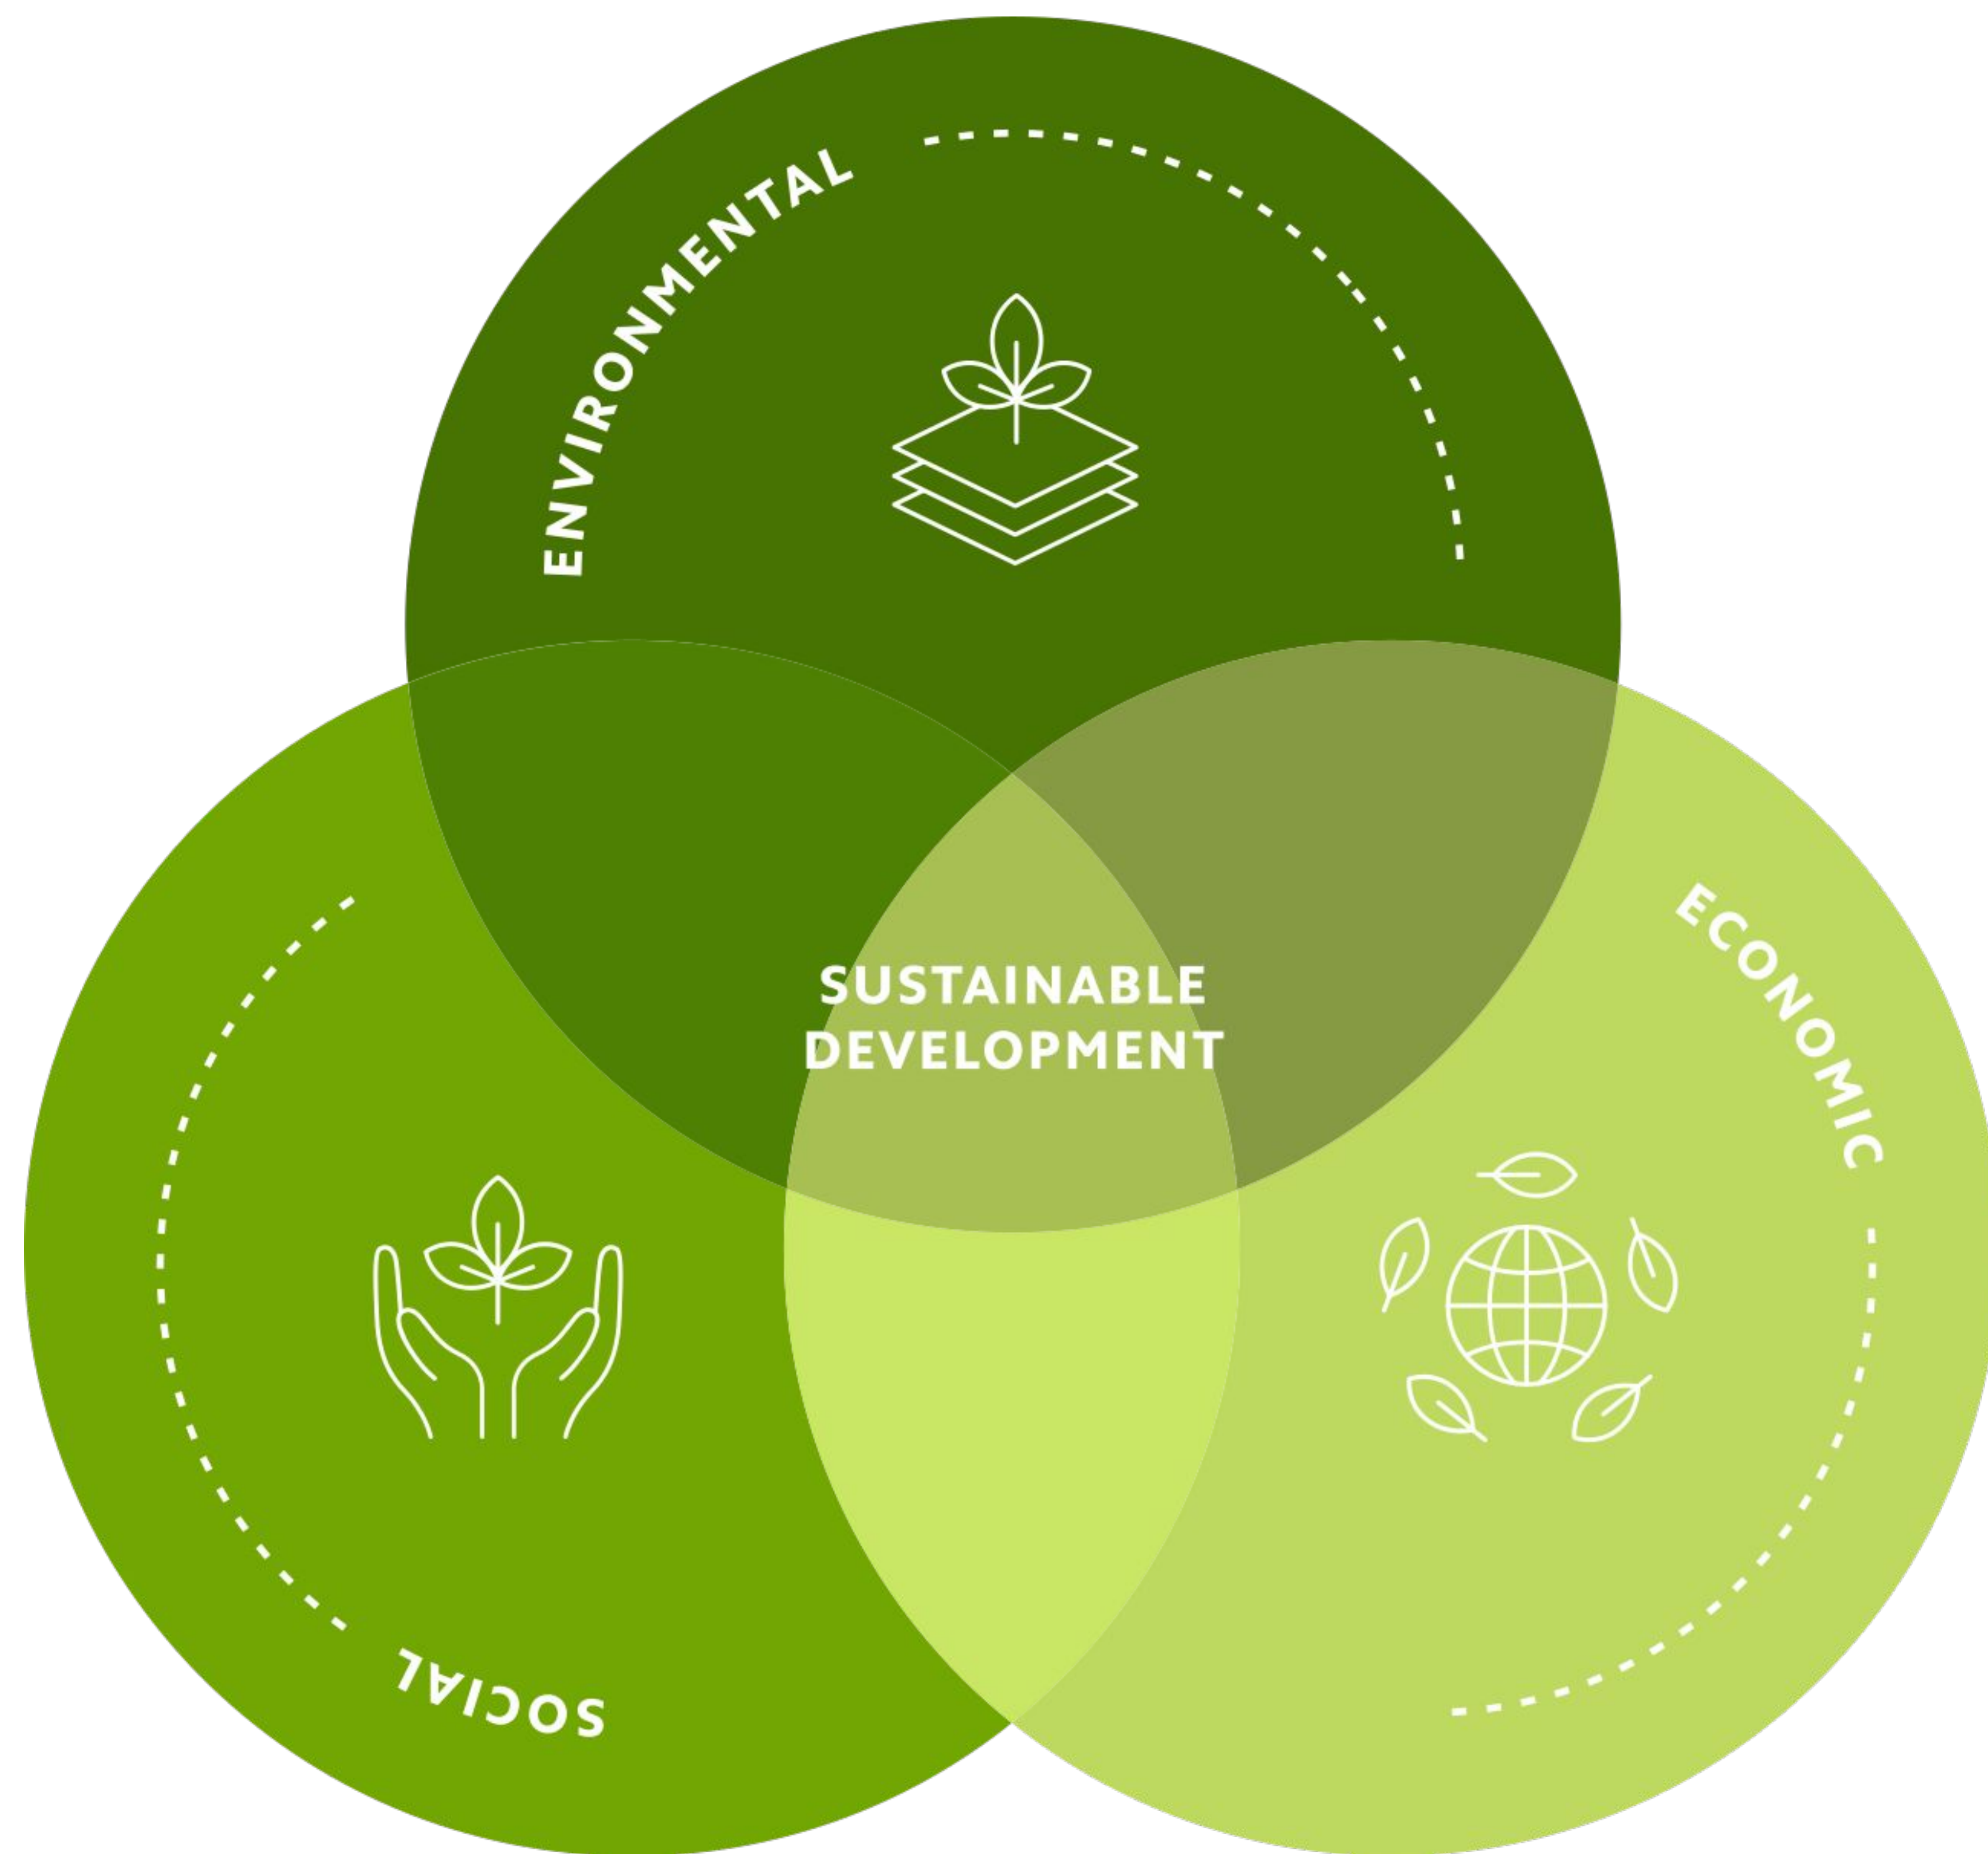 ENVIRONMENTAL
ECONOMIC
SUSTAINABLE
DEVELOPMENT
SOCIAL